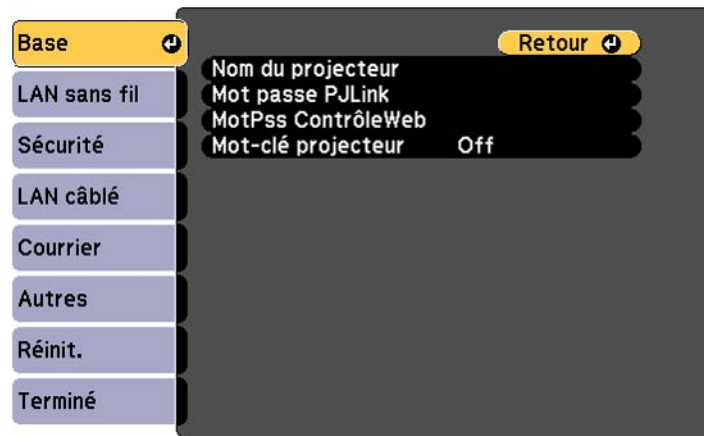 Base
LAN sans fil
Sécurité
LAN câblé
Courrier
Autres
Réinit.
Terminé
Retour
Nom du projecteur
Mot passe PJLink
MotPss ContrôleWeb
Mot-clé projecteur Off